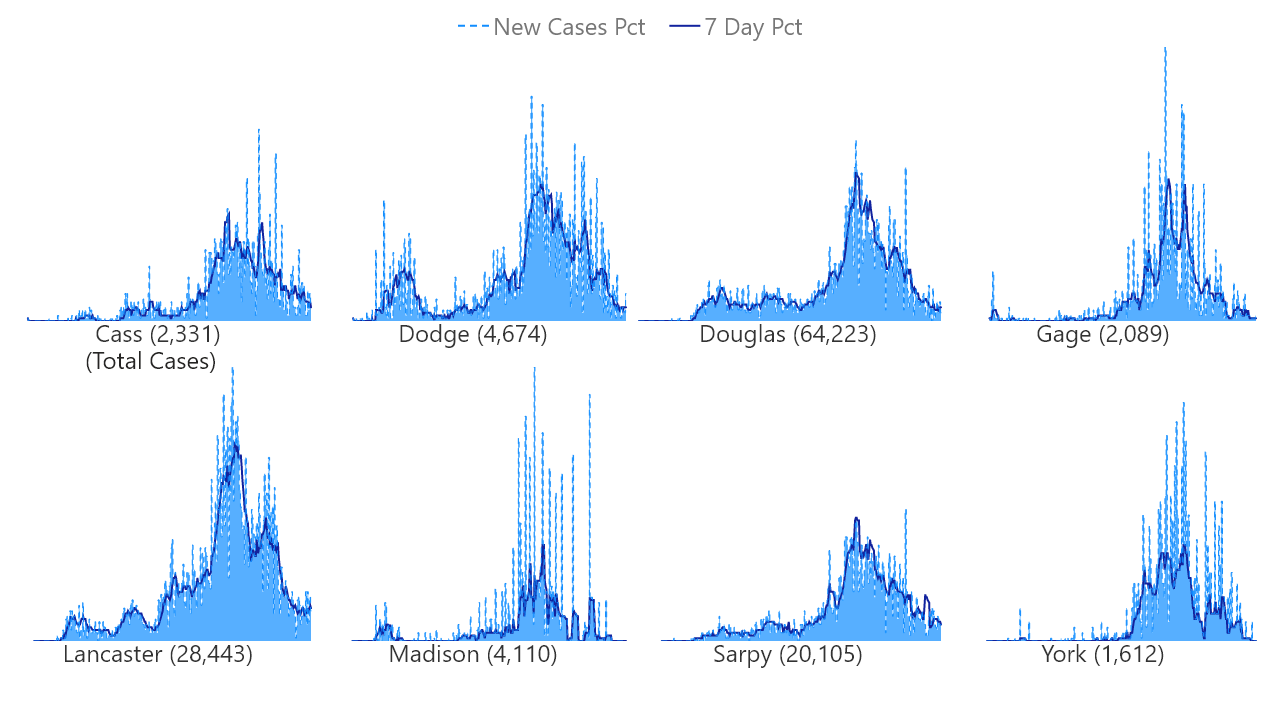 New Cases Pct 7 Day Pct
Cass (2,331)
(Total Cases)
Dodge (4,674)
Douglas (64,223)
Gage (2,089)
Lancaster (28,443)
Madison (4,110)
Sarpy (20,105)
York (1,612)